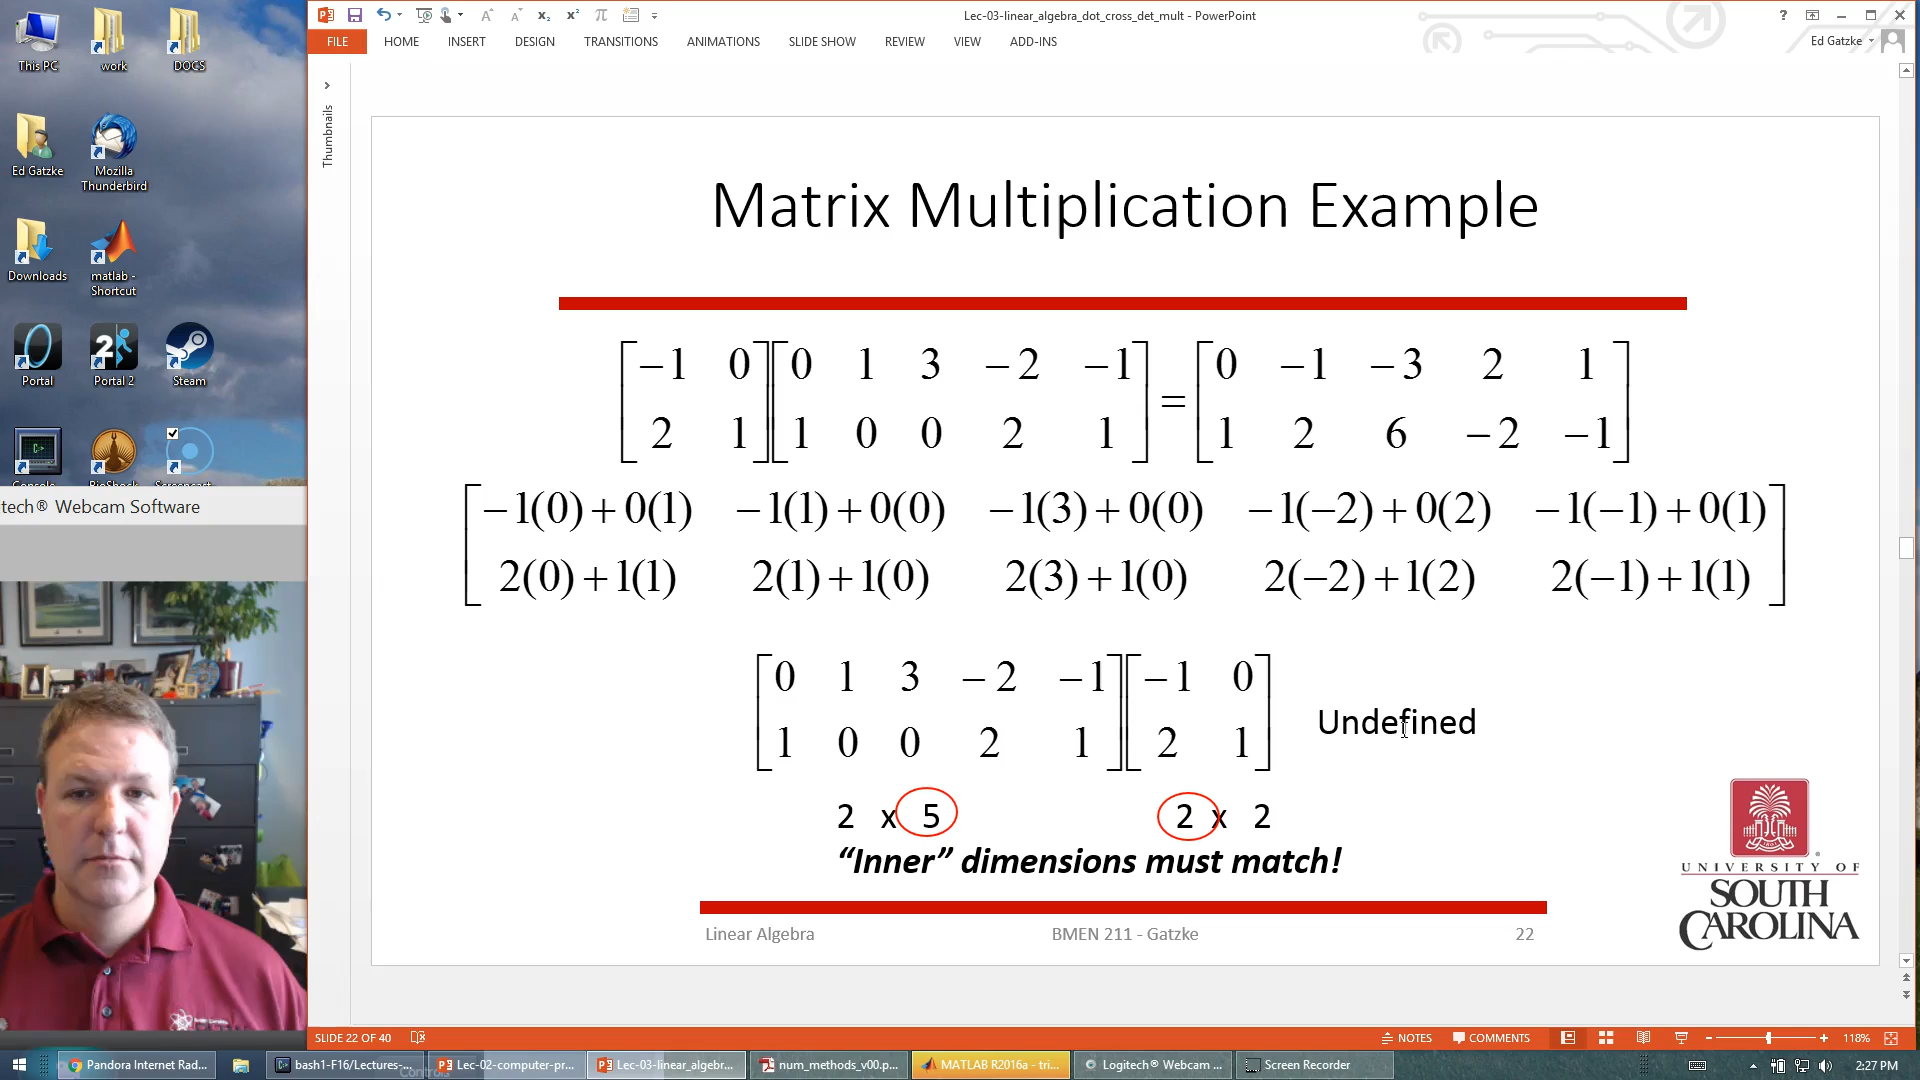 Lec-03-linear_algebra_dot_cross_det_mult - PowerPoint
FILE HOME INSERT DESIGN TRANSITIONS ANIMATIONS SLIDE SHOW REVIEW VIEW ADD-INS
Ed Gatzke
This PC work DOCS
Ed Gatzke Mozilla Thunderbird
Downloads matlab - Shortcut
Portal Portal 2 Steam
tech® Webcam Software
Thumbnails
Matrix Multiplication Example
[-1 0] [0 1 3 -2 -1] = [0 -1 -3 2 1]
[2 1] [1 0 0 2 1] [1 2 6 -2 -1]
[-1(0)+0(1) -1(1)+0(0) -1(3)+0(0) -1(-2)+0(2) -1(-1)+0(1)]
[2(0)+1(1) 2(1)+1(0) 2(3)+1(0) 2(-2)+1(2) 2(-1)+1(1)]
[0 1 3 -2 -1] [-1 0]
[1 0 0 2 1] [2 1]
Undefined
2 x 5 2 x 2
“Inner” dimensions must match!
Linear Algebra BMEN 211 - Gatzke 22
UNIVERSITY OF
SOUTH
CAROLINA
SLIDE 22 OF 40 NOTES COMMENTS 118%
Pandora Internet Rad... bash1-F16/Lectures-... Lec-02-computer-pr... Lec-03-linear_algebr... num_methods_v00.p... MATLAB R2016a - tri... Logitech® Webcam ... Screen Recorder 2:27 PM